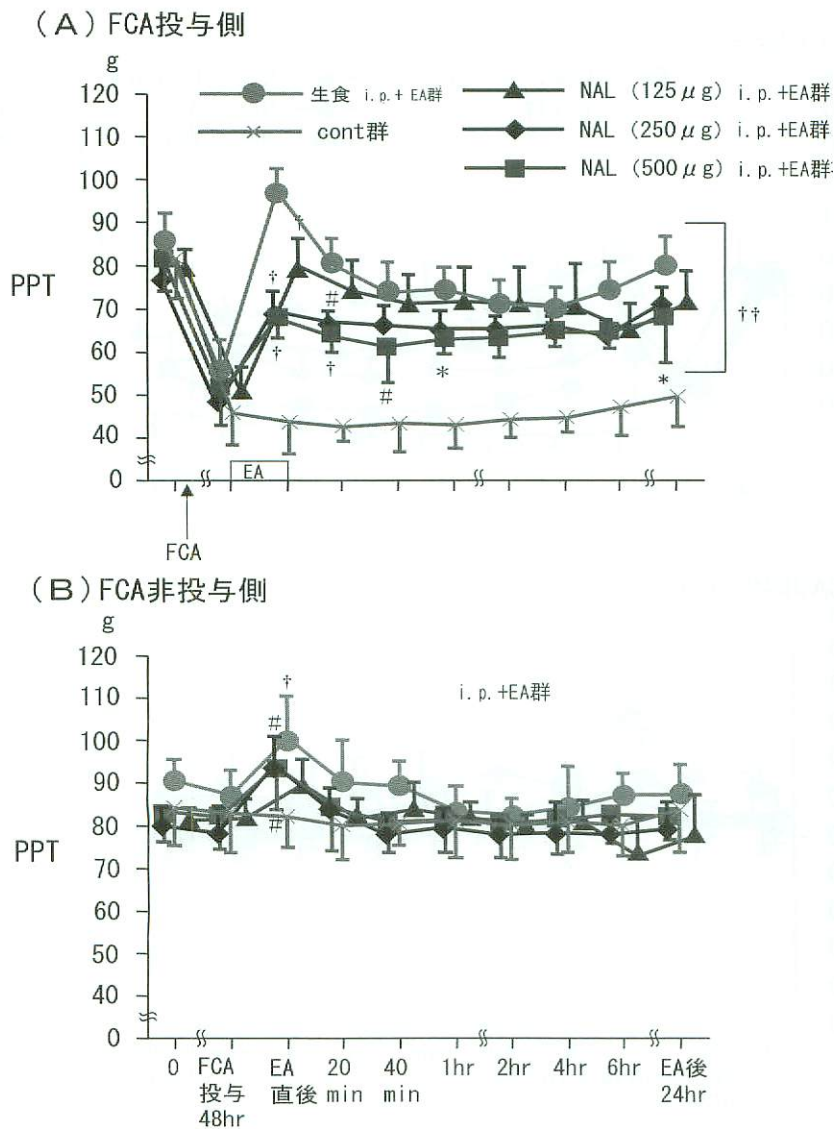 (A) FCA投与側
g
120
110
100
90
80
70
60
50
40
0
PPT
生食 i.p.+ EA群
cont群
NAL (125μg) i.p.+EA群
NAL (250μg) i.p.+EA群
NAL (500μg) i.p.+EA群
†
†
†
#
†
#
*
*
††
EA
FCA
(B) FCA非投与側
g
120
110
100
90
80
70
60
50
40
0
PPT
i.p.+EA群
†
#
#
0
FCA
投与
48hr
EA
直後
20
min
40
min
1hr
2hr
4hr
6hr
EA後
24hr